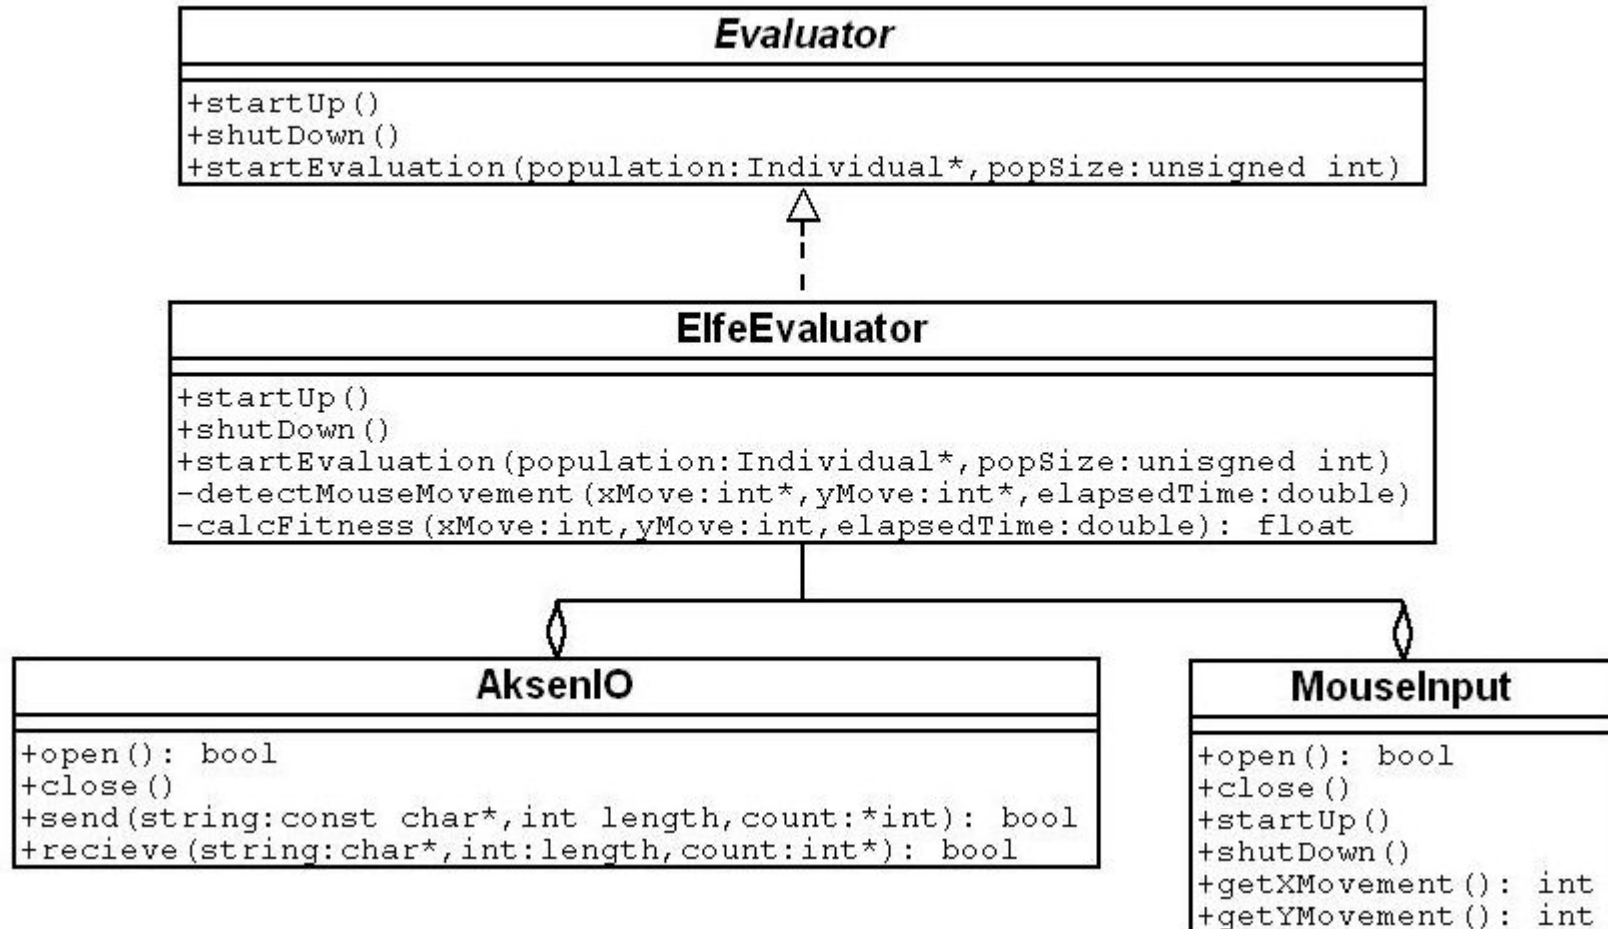 Evaluator
+startUp()
+shutDown()
+startEvaluation(population:Individual*,popSize:unsigned int)
ElfeEvaluator
+startUp()
+shutDown()
+startEvaluation(population:Individual*,popSize:unisgned int)
-detectMouseMovement(xMove:int*,yMove:int*,elapsedTime:double)
-calcFitness(xMove:int,yMove:int,elapsedTime:double): float
AksenIO
+open(): bool
+close()
+send(string:const char*,int length,count:*int): bool
+recieve(string:char*,int:length,count:int*): bool
MouseInput
+open(): bool
+close()
+startUp()
+shutDown()
+getXMovement(): int
+getYMovement(): int